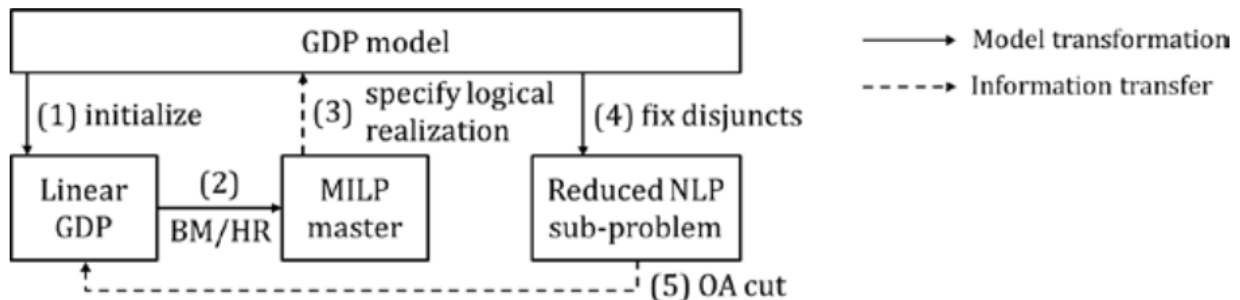 GDP model
Model transformation
Information transfer
(1) initialize
(3) specify logical
realization
(4) fix disjuncts
Linear
GDP
(2)
BM/HR
MILP
master
Reduced NLP
sub-problem
(5) OA cut